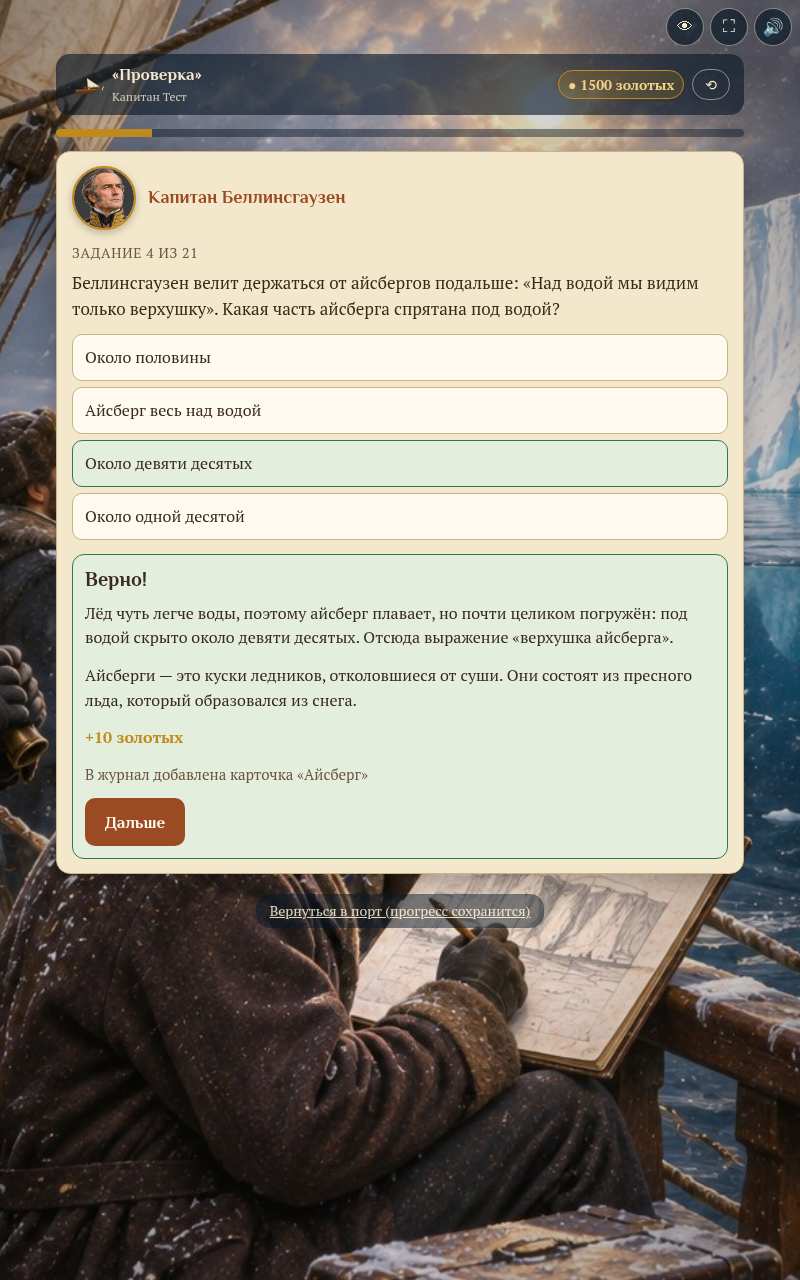 «Проверка»
Капитан Тест
● 1500 золотых
Капитан Беллинсгаузен
ЗАДАНИЕ 4 ИЗ 21
Беллинсгаузен велит держаться от айсбергов подальше: «Над водой мы видим
только верхушку». Какая часть айсберга спрятана под водой?
Около половины
Айсберг весь над водой
Около девяти десятых
Около одной десятой
Верно!
Лёд чуть легче воды, поэтому айсберг плавает, но почти целиком погружён: под
водой скрыто около девяти десятых. Отсюда выражение «верхушка айсберга».
Айсберги — это куски ледников, отколовшиеся от суши. Они состоят из пресного
льда, который образовался из снега.
+10 золотых
В журнал добавлена карточка «Айсберг»
Дальше
Вернуться в порт (прогресс сохранится)